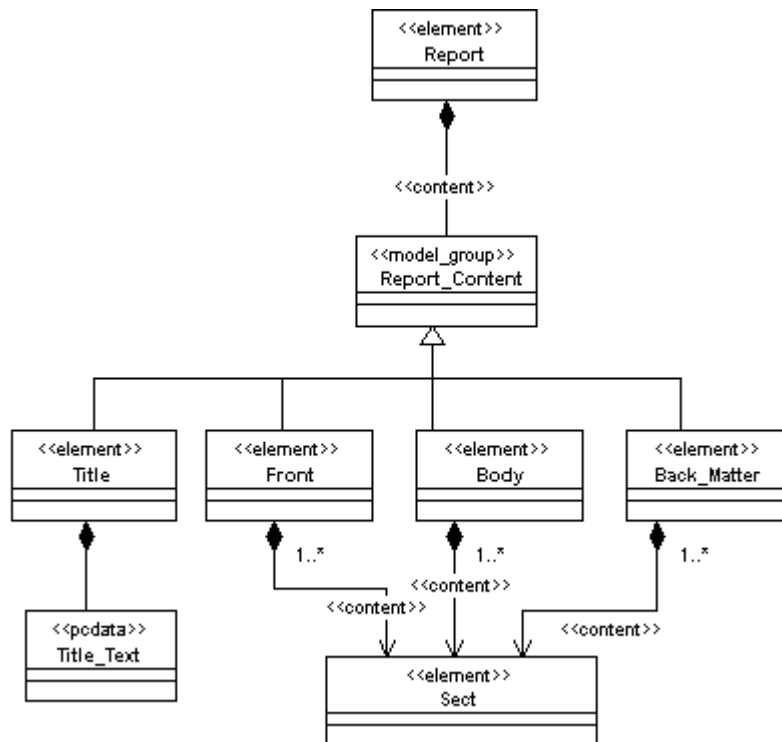 <<element>>
Report
<<content>>
<<model_group>>
Report_Content
<<element>>
Title
<<element>>
Front
<<element>>
Body
<<element>>
Back_Matter
1..*
1..*
1..*
<<content>>
<<content>>
<<content>>
<<pcdata>>
Title_Text
<<element>>
Sect